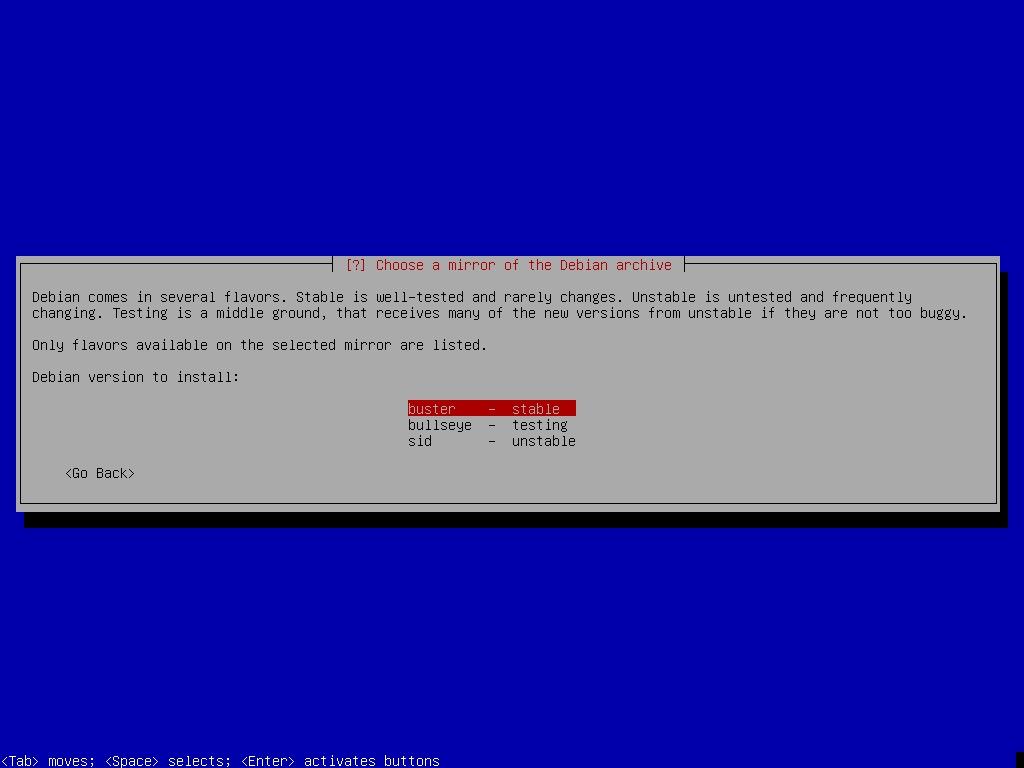 [?] Choose a mirror of the Debian archive
Debian comes in several flavors. Stable is well-tested and rarely changes. Unstable is untested and frequently
changing. Testing is a middle ground, that receives many of the new versions from unstable if they are not too buggy.
Only flavors available on the selected mirror are listed.
Debian version to install:
buster - stable
bullseye - testing
sid - unstable
<Go Back>
<Tab> moves; <Space> selects; <Enter> activates buttons